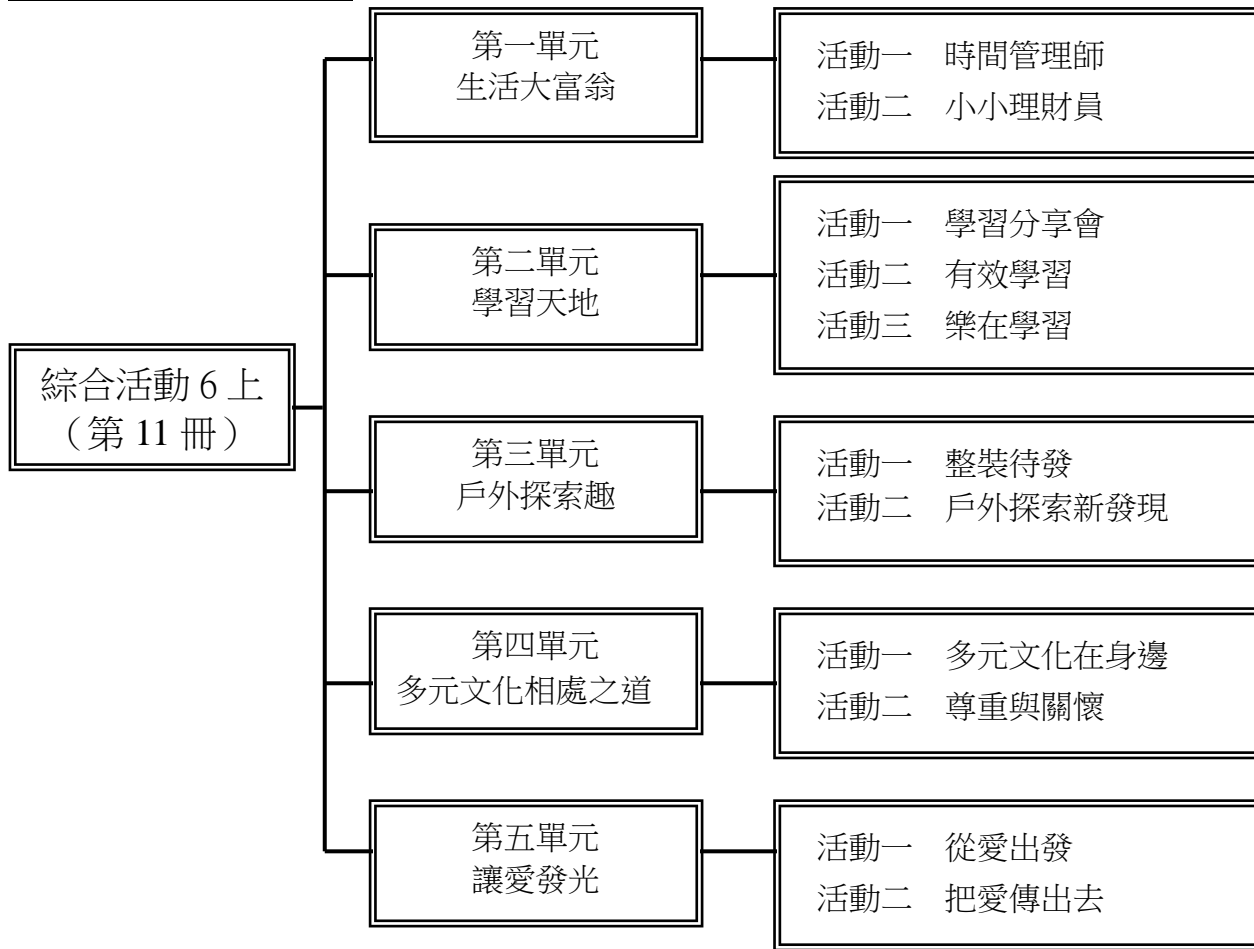 第一單元
生活大富翁
活動一　時間管理師
活動二　小小理財員
第二單元
學習天地
活動一　學習分享會
活動二　有效學習
活動三　樂在學習
綜合活動 6 上
（第 11 冊）
第三單元
戶外探索趣
活動一　整裝待發
活動二　戶外探索新發現
第四單元
多元文化相處之道
活動一　多元文化在身邊
活動二　尊重與關懷
第五單元
讓愛發光
活動一　從愛出發
活動二　把愛傳出去